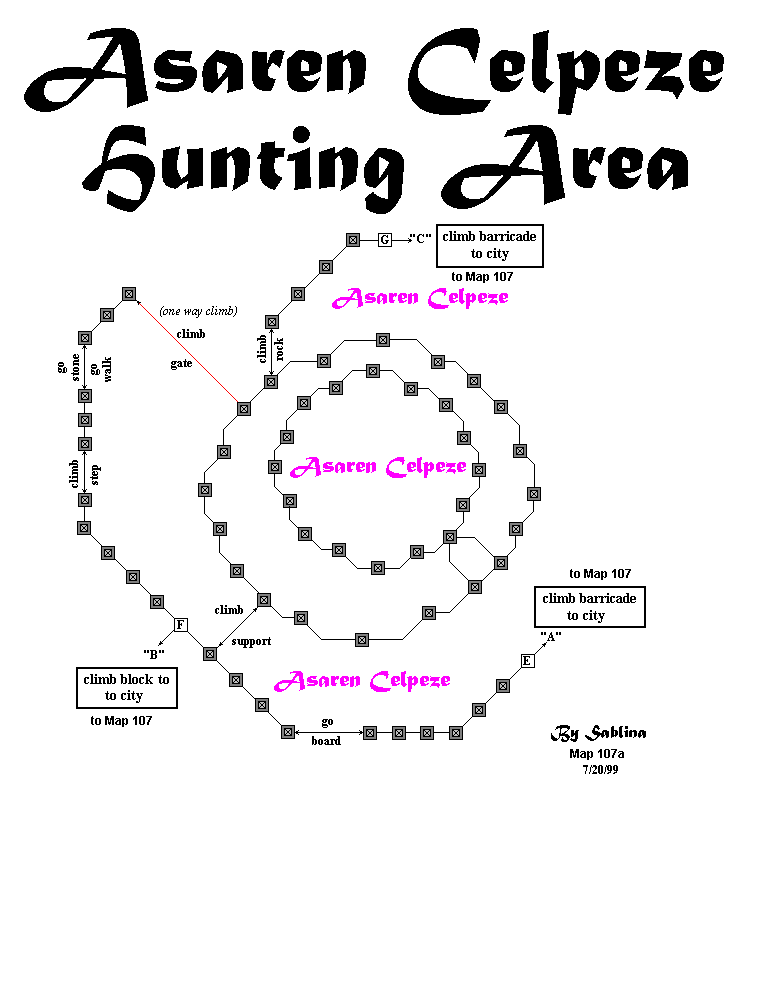 Asaren Celpeze
Hunting Area
G
"C"
climb barricade
to city
to Map 107
Asaren Celpeze
(one way climb)
climb
gate
climb
rock
go
stone
go
walk
climb
step
Asaren Celpeze
to Map 107
climb barricade
to city
"A"
E
climb
support
F
"B"
climb block to
to city
to Map 107
Asaren Celpeze
go
board
By Sablina
Map 107a
7/20/99